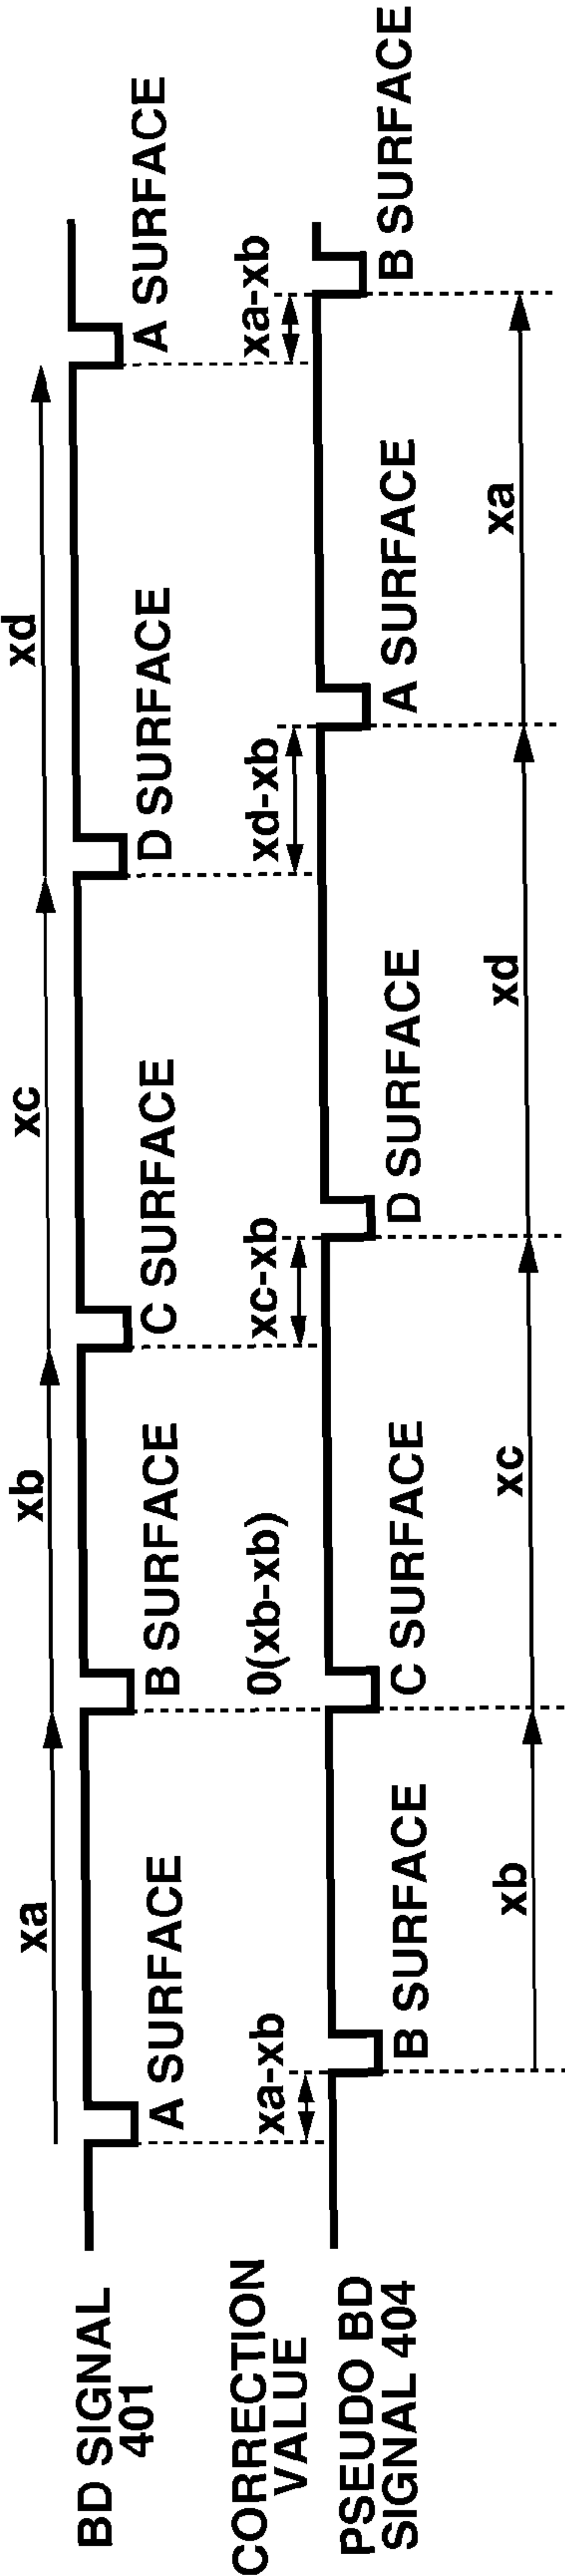 xa
xb
xc
xd
BD SIGNAL
401
A SURFACE
B SURFACE
C SURFACE
D SURFACE
A SURFACE
CORRECTION
VALUE
xa-xb
0(xb-xb)
xc-xb
xd-xb
xa-xb
PSEUDO BD
SIGNAL 404
B SURFACE
C SURFACE
D SURFACE
A SURFACE
B SURFACE
xb
xc
xd
xa